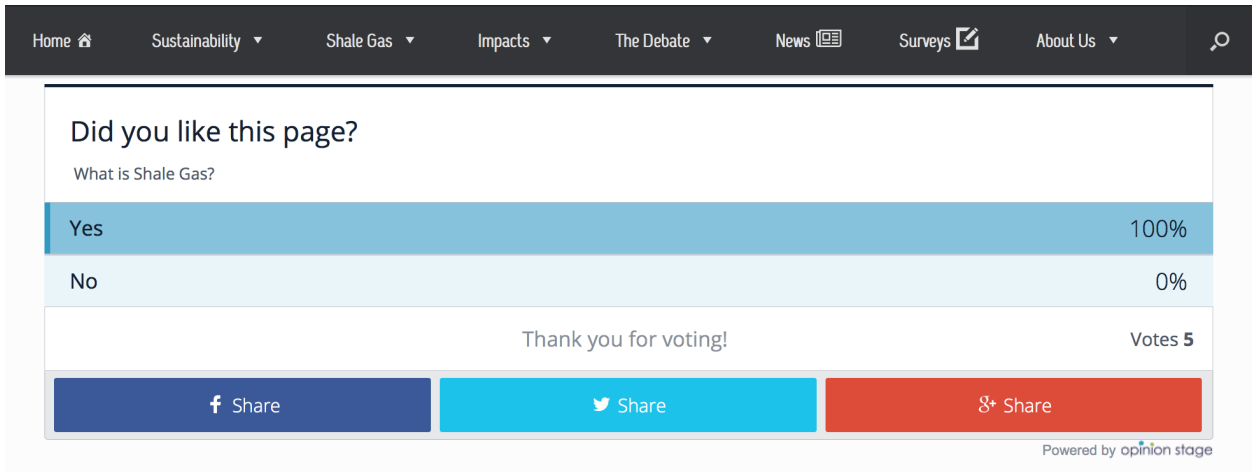 Home Sustainability Shale Gas Impacts The Debate News Surveys About Us
Did you like this page?
What is Shale Gas?
Yes 100%
No 0%
Thank you for voting! Votes 5
Share Share 8+ Share
Powered by opinion stage